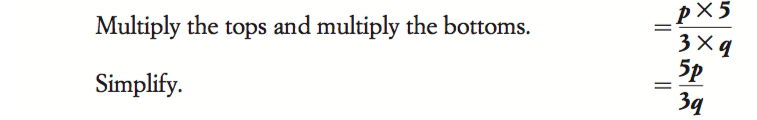 Multiply the tops and multiply the bottoms. = p × 5 / 3 × q
Simplify. = 5p / 3q